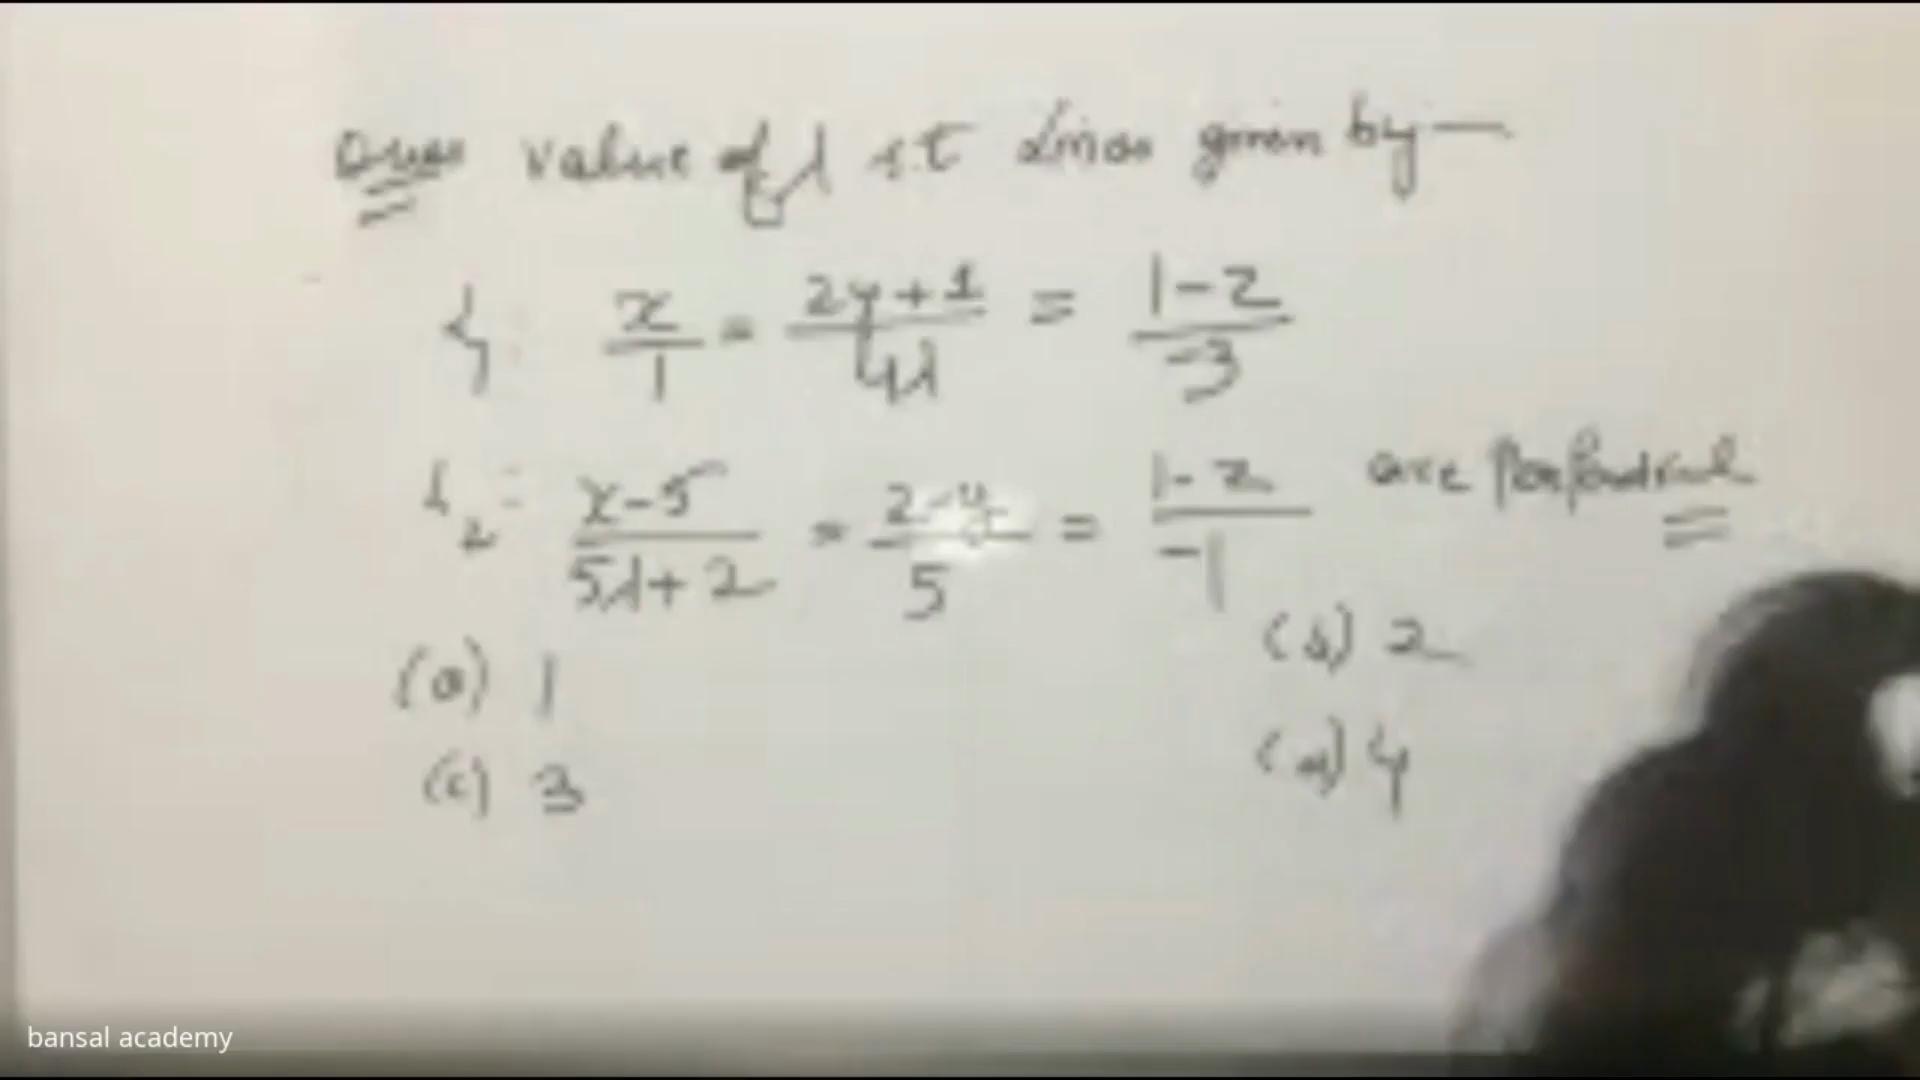 Ques value of λ s.t lines given by —
L1: x/1 = 2y+1/4λ = 1-z/-3
L2: x-5/5λ+2 = 2-y/5 = 1-z/-1 are
(a) 1 (b) 2
(c) 3 (d) 4
bansal academy